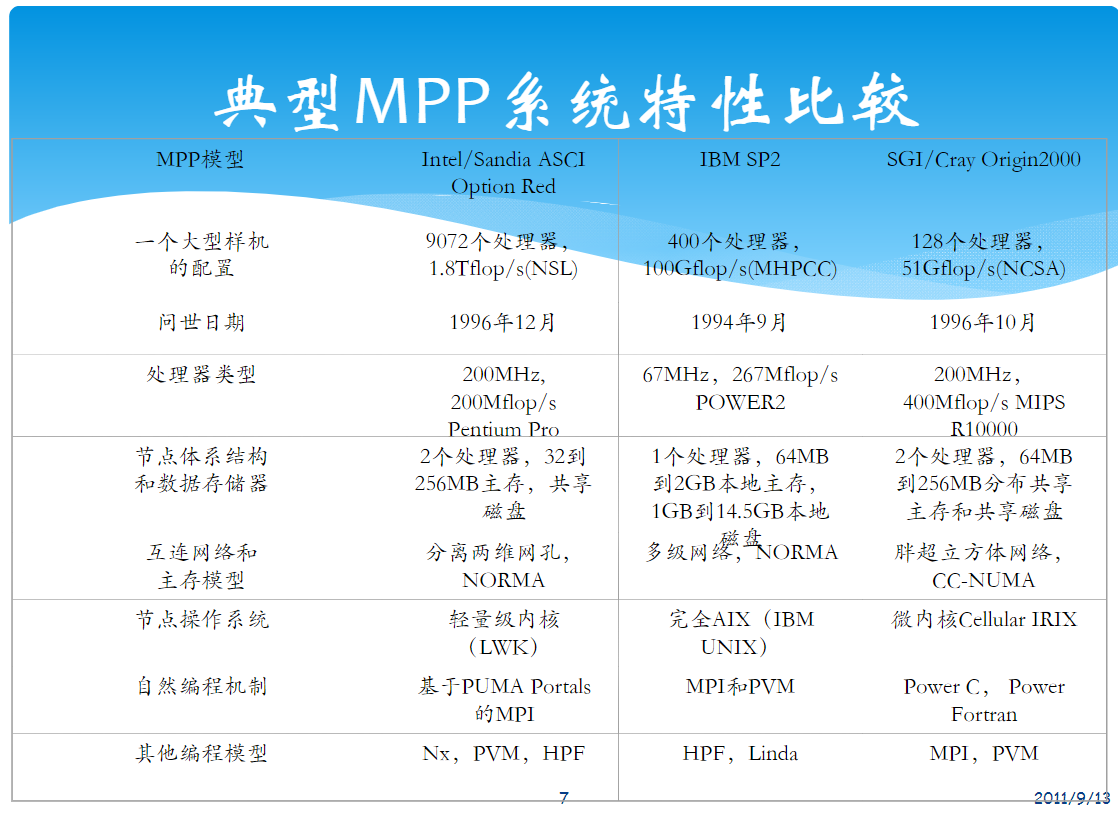 典型MPP系统特性比较
MPP模型
Intel/Sandia ASCI
Option Red
IBM SP2
SGI/Cray Origin2000
一个大型样机
的配置
9072个处理器，
1.8Tflop/s(NSL)
400个处理器，
100Gflop/s(MHPCC)
128个处理器，
51Gflop/s(NCSA)
问世日期
1996年12月
1994年9月
1996年10月
处理器类型
200MHz,
200Mflop/s
Pentium Pro
67MHz，267Mflop/s
POWER2
200MHz，
400Mflop/s MIPS
R10000
节点体系结构
和数据存储器
2个处理器，32到
256MB主存，共享
磁盘
1个处理器，64MB
到2GB本地主存，
1GB到14.5GB本地
磁盘
2个处理器，64MB
到256MB分布共享
主存和共享磁盘
互连网络和
主存模型
分离两维网孔，
NORMA
多级网络，NORMA
胖超立方体网络，
CC-NUMA
节点操作系统
轻量级内核
（LWK）
完全AIX（IBM
UNIX）
微内核Cellular IRIX
自然编程机制
基于PUMA Portals
的MPI
MPI和PVM
Power C， Power
Fortran
其他编程模型
Nx，PVM，HPF
HPF，Linda
MPI，PVM
7
2011/9/13